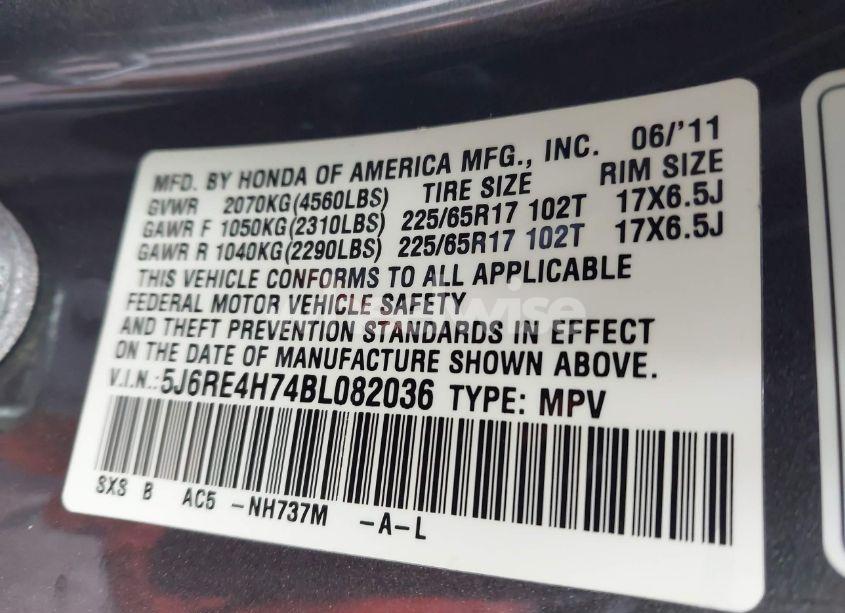 MFD. BY HONDA OF AMERICA MFG., INC. 06/'11
GVWR 2070KG(4560LBS) TIRE SIZE RIM SIZE
GAWR F 1050KG(2310LBS) 225/65R17 102T 17X6.5J
GAWR R 1040KG(2290LBS) 225/65R17 102T 17X6.5J
THIS VEHICLE CONFORMS TO ALL APPLICABLE
FEDERAL MOTOR VEHICLE SAFETY
AND THEFT PREVENTION STANDARDS IN EFFECT
ON THE DATE OF MANUFACTURE SHOWN ABOVE.
V.I.N.:5J6RE4H74BL082036 TYPE: MPV
SXS B AC5 -NH737M -A-L